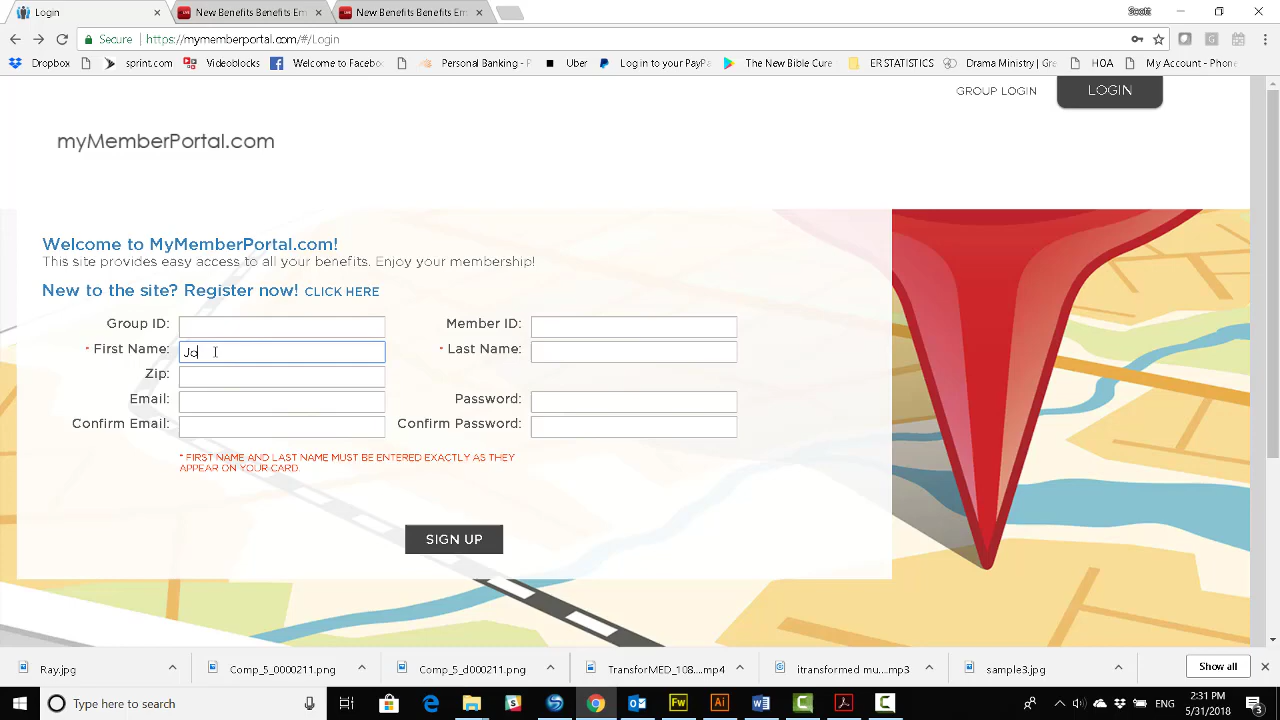 Login
New Benefits Benefits Em
New Benefits Benefits Em
Scott
Secure
https://mymemberportal.com/#/Login
Dropbox
sprint.com
Videoblocks
Welcome to Facebo
Personal Banking - P
Uber
Login to your PayPa
The New Bible Cure
ER STATISTICS
Drama Ministry | Gre
HOA
My Account - Phone
GROUP LOGIN
LOGIN
myMemberPortal.com
Welcome to MyMemberPortal.com!
This site provides easy access to all your benefits. Enjoy your membership!
New to the site? Register now! CLICK HERE
Group ID:
Member ID:
* First Name:
Jo
* Last Name:
Zip:
Email:
Password:
Confirm Email:
Confirm Password:
* FIRST NAME AND LAST NAME MUST BE ENTERED EXACTLY AS THEY
APPEAR ON YOUR CARD.
SIGN UP
Ray.jpg
Comp_5_0000211.png
Comp_5_d000211.png
TransforMED_108....mp4
itransformed mu....mp3
sample3.jpg
Show all
Type here to search
ENG
2:31 PM
5/31/2018
3